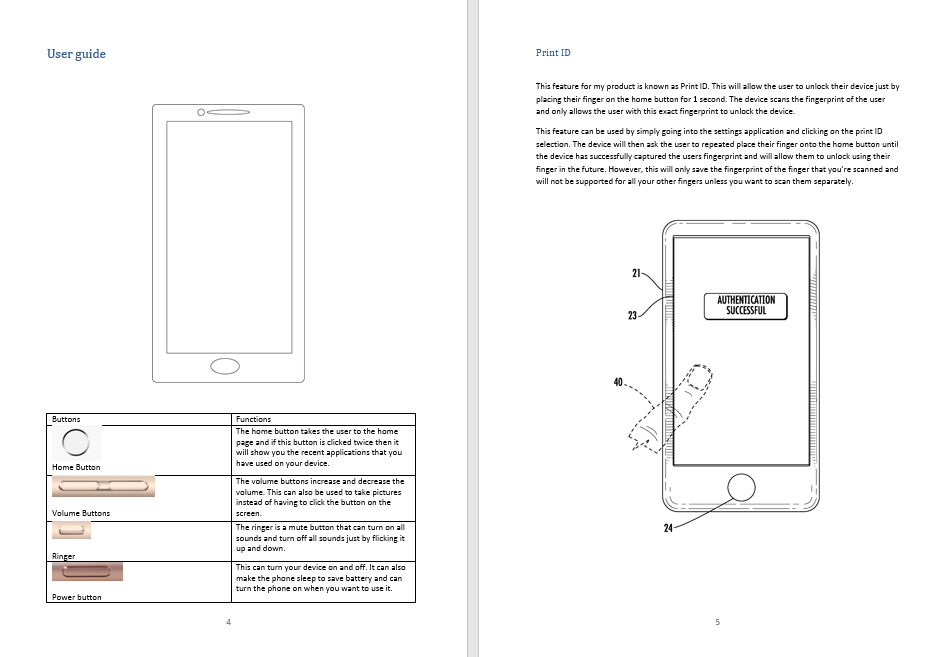 User guide
Buttons
Functions
Home Button
The home button takes the user to the home
page and if this button is clicked twice then it
will show you the recent applications that you
have used on your device.
Volume Buttons
The volume buttons increase and decrease the
volume. This can also be used to take pictures
instead of having to click the button on the
screen.
Ringer
The ringer is a mute button that can turn on all
sounds and turn off all sounds just by flicking it
up and down.
Power button
This can turn your device on and off. It can also
make the phone sleep to save battery and can
turn the phone on when you want to use it.
4
Print ID
This feature for my product is known as Print ID. This will allow the user to unlock their device just by
placing their finger on the home button for 1 second. The device scans the fingerprint of the user
and only allows the user with this exact fingerprint to unlock the device.
This feature can be used by simply going into the settings application and clicking on the print ID
selection. The device will then ask the user to repeated place their finger onto the home button until
the device has successfully captured the users fingerprint and will allow them to unlock using their
finger in the future. However, this will only save the fingerprint of the finger that you're scanned and
will not be supported for all your other fingers unless you want to scan them separately.
21
AUTHENTICATION
SUCCESSFUL
23
40
24
5